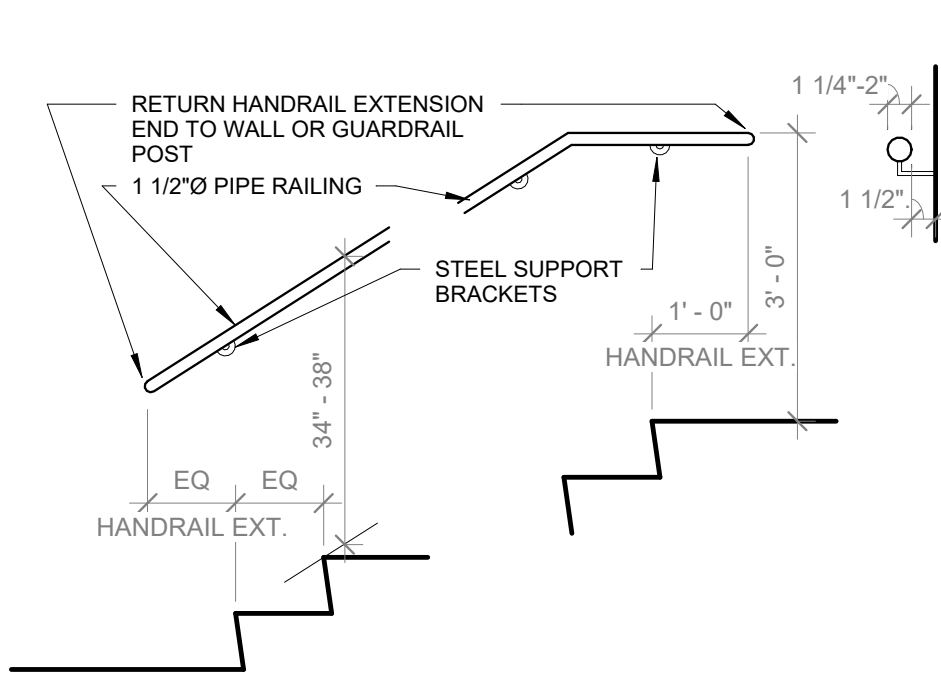 1 1/4"-2"
RETURN HANDRAIL EXTENSION
END TO WALL OR GUARDRAIL
POST
1 1/2"Ø PIPE RAILING
1 1/2"
STEEL SUPPORT
BRACKETS
3' - 0"
1' - 0"
HANDRAIL EXT.
34" - 38"
EQ EQ
HANDRAIL EXT.